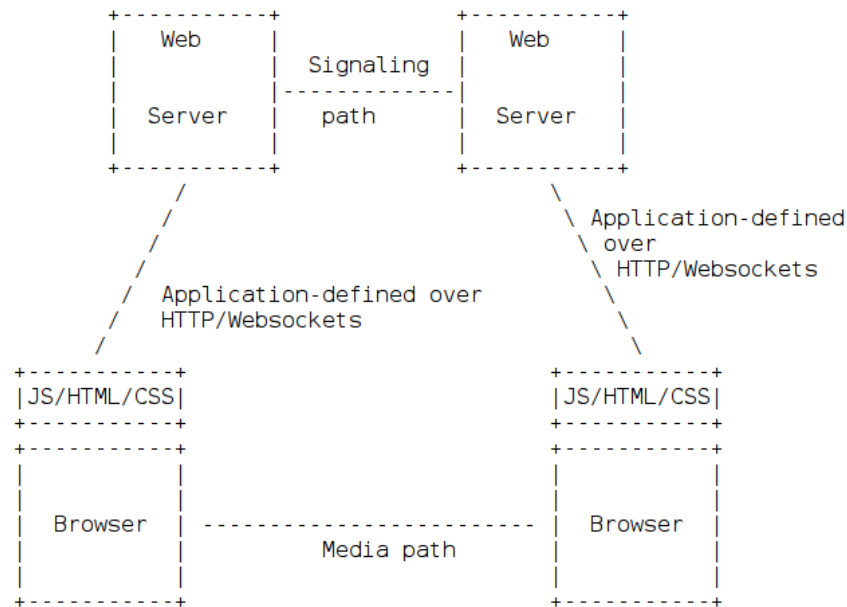 Web Web
Signaling
Server path Server
Application-defined
over
HTTP/Websockets
Application-defined over
HTTP/Websockets
JS/HTML/CSS JS/HTML/CSS
Browser Browser
Media path